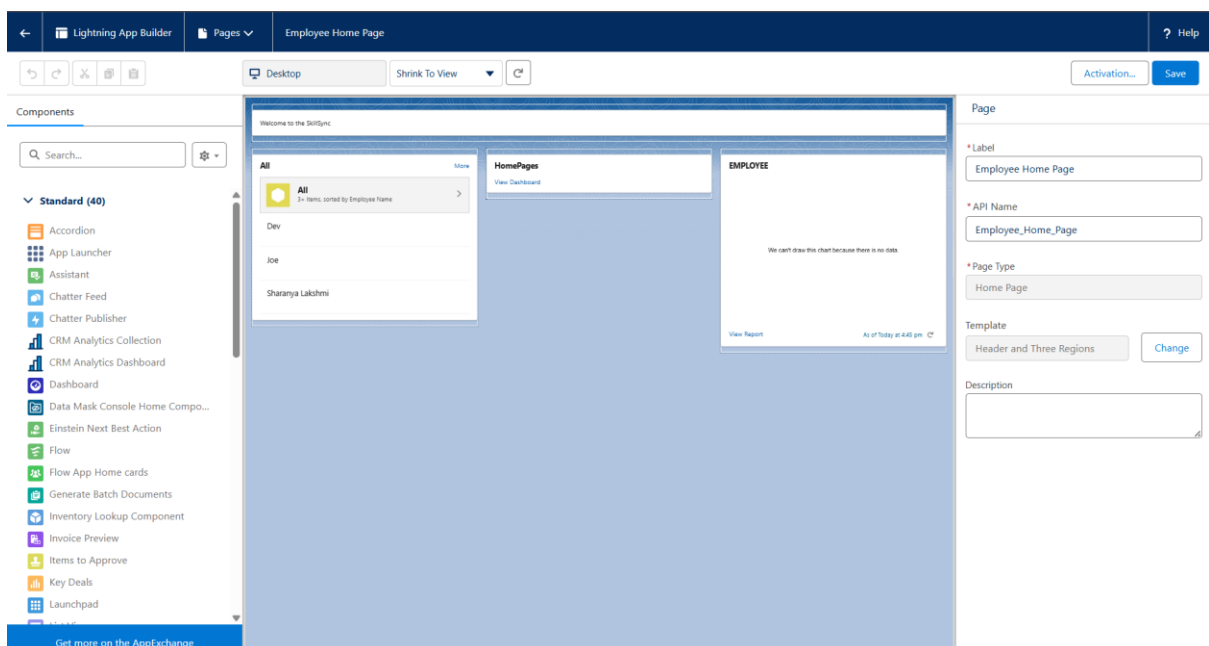 Lightning App Builder
Pages
Employee Home Page
? Help
Desktop
Shrink To View
Activation...
Save
Components
Search...
Standard (40)
Accordion
App Launcher
Assistant
Chatter Feed
Chatter Publisher
CRM Analytics Collection
CRM Analytics Dashboard
Dashboard
Data Mask Console Home Compo...
Einstein Next Best Action
Flow
Flow App Home cards
Generate Batch Documents
Inventory Lookup Component
Invoice Preview
Items to Approve
Key Deals
Launchpad
Get more on the AppExchange
Welcome to the SkillSync
All
More
All
3+ items, sorted by Employee Name
Dev
Joe
Sharanya Lakshmi
HomePages
View Dashboard
EMPLOYEE
We can't draw this chart because there is no data.
View Report
As of Today at 4:45 pm
Page
*Label
Employee Home Page
*API Name
Employee_Home_Page
*Page Type
Home Page
Template
Header and Three Regions
Change
Description